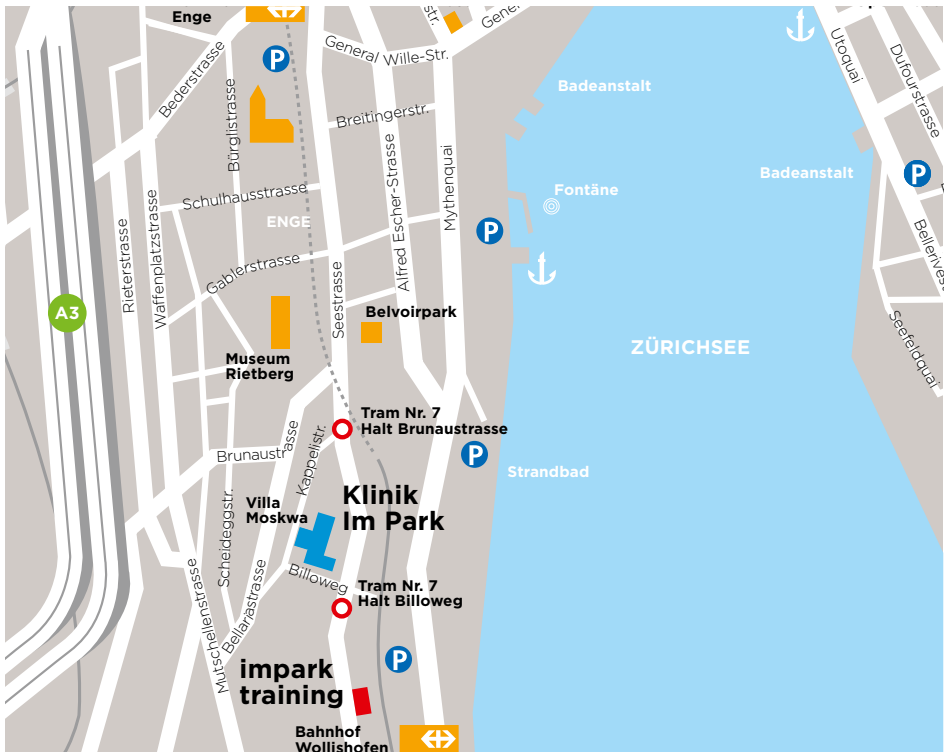 Enge
Bederstrasse
Bürglistrasse
P
General Wille-Str.
str.
Utoquai
Dufourstrasse
Badeanstalt
Breitingerstr.
Badeanstalt
P
Schulhausstrasse
ENGE
Alfred Escher-Strasse
Mythenquai
Fontäne
P
Rieterstrasse
Waffenplatzstrasse
Gablerstrasse
Seestrasse
A3
Belvoirpark
ZÜRICHSEE
Seefeldquai
Museum
Rietberg
Tram Nr. 7
Halt Brunaustrasse
Brunaustrasse
Kappelistr.
P
Strandbad
Villa
Moskwa
Klinik
Im Park
Scheideggstr.
Billoweg
Tram Nr. 7
Halt Billoweg
Mutschellenstrasse
Bellariastrasse
impark
training
P
Bahnhof
Wollishofen